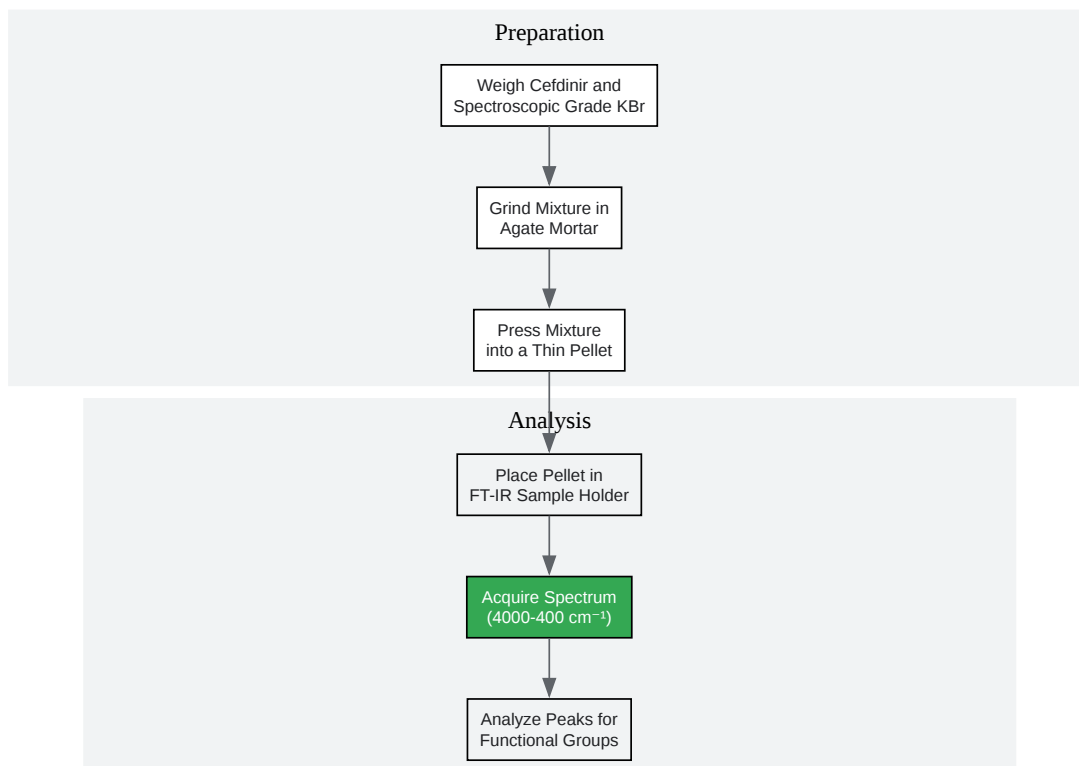 Preparation
Weigh Cefdinir and
Spectroscopic Grade KBr
Grind Mixture in
Agate Mortar
Press Mixture
into a Thin Pellet
Analysis
Place Pellet in
FT-IR Sample Holder
Acquire Spectrum
(4000-400 cm⁻¹)
Analyze Peaks for
Functional Groups